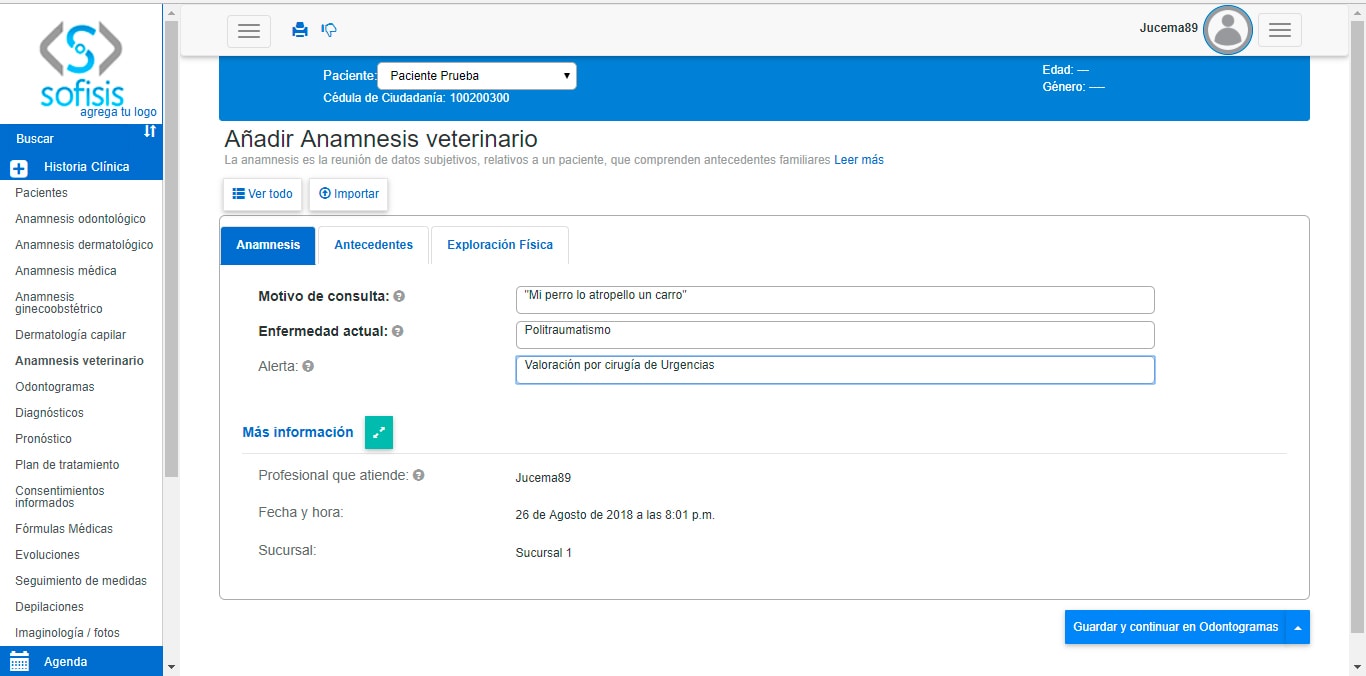 sofisis
agrega tu logo
Buscar
Historia Clínica
Pacientes
Anamnesis odontológico
Anamnesis dermatológico
Anamnesis médica
Anamnesis
ginecoobstétrico
Dermatología capilar
Anamnesis veterinario
Odontogramas
Diagnósticos
Pronóstico
Plan de tratamiento
Consentimientos
informados
Fórmulas Médicas
Evoluciones
Seguimiento de medidas
Depilaciones
Imaginología / fotos
Agenda
Jucema89
Paciente: Paciente Prueba
Cédula de Ciudadanía: 100200300
Edad: —
Género: —–
Añadir Anamnesis veterinario
La anamnesis es la reunión de datos subjetivos, relativos a un paciente, que comprenden antecedentes familiares Leer más
Ver todo Importar
Anamnesis Antecedentes Exploración Física
Motivo de consulta: "Mi perro lo atropello un carro"
Enfermedad actual: Politraumatismo
Alerta: Valoración por cirugía de Urgencias
Más información
Profesional que atiende: Jucema89
Fecha y hora: 26 de Agosto de 2018 a las 8:01 p.m.
Sucursal: Sucursal 1
Guardar y continuar en Odontogramas